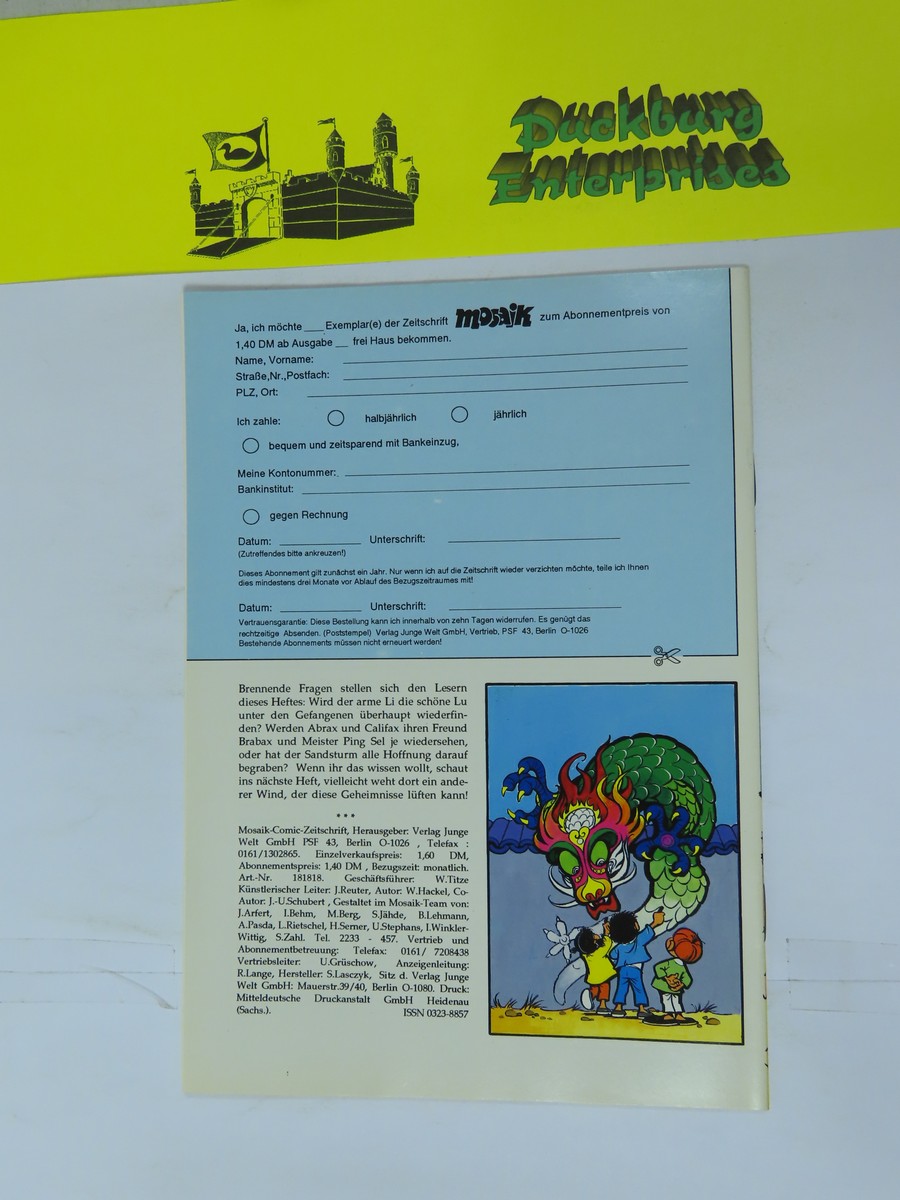 Duckburg
Enterprises
Ja, ich möchte ____ Exemplar(e) der Zeitschrift mosaik zum Abonnementpreis von
1,40 DM ab Ausgabe __ frei Haus bekommen.
Name, Vorname:
Straße,Nr.,Postfach:
PLZ, Ort:
Ich zahle: halbjährlich jährlich
bequem und zeitsparend mit Bankeinzug,
Meine Kontonummer:
Bankinstitut:
gegen Rechnung
Datum: Unterschrift:
(Zutreffendes bitte ankreuzen!)
Dieses Abonnement gilt zunächst ein Jahr. Nur wenn ich auf die Zeitschrift wieder verzichten möchte, teile ich Ihnen
dies mindestens drei Monate vor Ablauf des Bezugszeitraumes mit!
Datum: Unterschrift:
Vertrauensgarantie: Diese Bestellung kann ich innerhalb von zehn Tagen widerrufen. Es genügt das
rechtzeitige Absenden. (Poststempel) Verlag Junge Welt GmbH, Vertrieb, PSF 43, Berlin O-1026
Bestehende Abonnements müssen nicht erneuert werden!
Brennende Fragen stellen sich den Lesern
dieses Heftes: Wird der arme Li die schöne Lu
unter den Gefangenen überhaupt wiederfin-
den? Werden Abrax und Califax ihren Freund
Brabax und Meister Ping Sel je wiedersehen,
oder hat der Sandsturm alle Hoffnung darauf
begraben? Wenn ihr das wissen wollt, schaut
ins nächste Heft, vielleicht weht dort ein ande-
rer Wind, der diese Geheimnisse lüften kann!
***
Mosaik-Comic-Zeitschrift, Herausgeber: Verlag Junge
Welt GmbH PSF 43, Berlin O-1026 , Telefax :
0161/1302865. Einzelverkaufspreis: 1,60 DM,
Abonnementspreis: 1,40 DM , Bezugszeit: monatlich.
Art.-Nr. 181818. Geschäftsführer: W.Titze
Künstlerischer Leiter: J.Reuter, Autor: W.Hackel, Co-
Autor: J.-U.Schubert , Gestaltet im Mosaik-Team von:
J.Arfert, I.Behm, M.Berg, S.Jähde, B.Lehmann,
A.Pasda, L.Rietschel, H.Serner, U.Stephans, I.Winkler-
Wittig, S.Zahl. Tel. 2233 - 457. Vertrieb und
Abonnementbetreuung: Telefax: 0161/ 7208438
Vertriebsleiter: U.Grüschow, Anzeigenleitung:
R.Lange, Hersteller: S.Lasczyk, Sitz d. Verlag Junge
Welt GmbH: Mauerstr.39/40, Berlin O-1080. Druck:
Mitteldeutsche Druckanstalt GmbH Heidenau
(Sachs.). ISSN 0323-8857